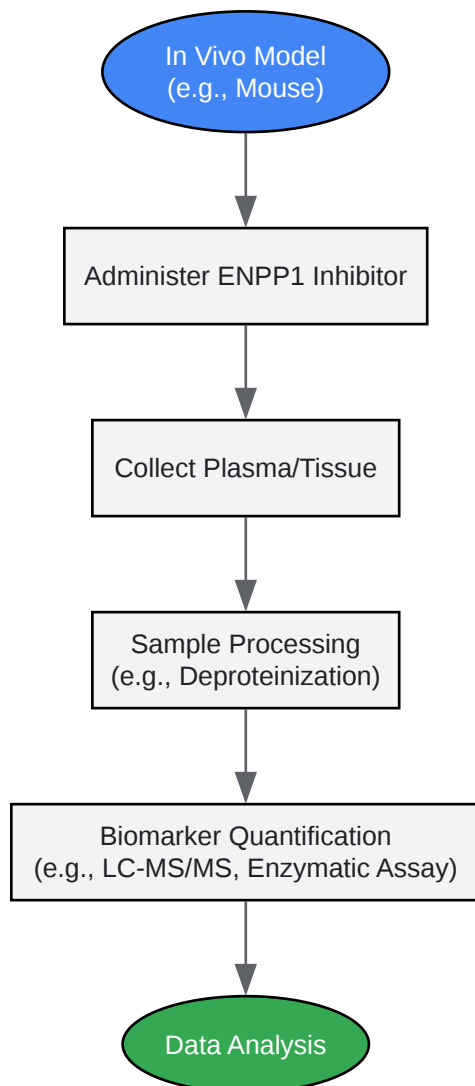 In Vivo Model
(e.g., Mouse)
Administer ENPP1 Inhibitor
Collect Plasma/Tissue
Sample Processing
(e.g., Deproteinization)
Biomarker Quantification
(e.g., LC-MS/MS, Enzymatic Assay)
Data Analysis